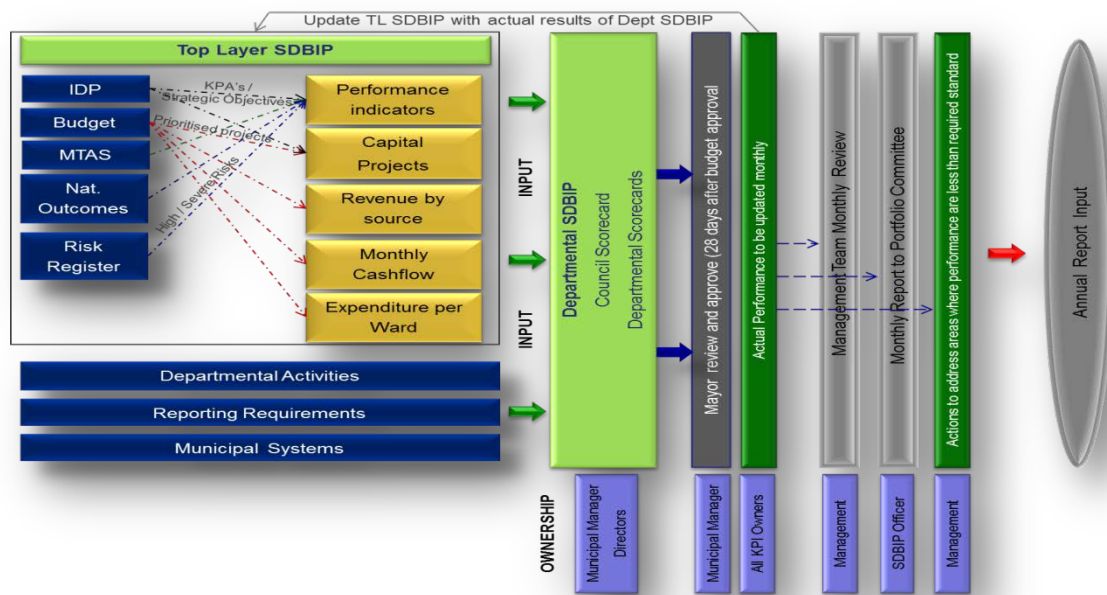 Update TL SDBIP with actual results of Dept SDBIP
Top Layer SDBIP
IDP
Budget
MTAS
Nat.
Outcomes
Risk
Register
KPA's /
Strategic Objectives
Prioritised projects
High / Severe Risks
Performance
indicators
Capital
Projects
Revenue by
source
Monthly
Cashflow
Expenditure per
Ward
Departmental Activities
Reporting Requirements
Municipal Systems
INPUT
INPUT
Departmental SDBIP
Council Scorecard
Departmental Scorecards
Mayor review and approve (28 days after budget approval
Actual Performance to be updated monthly
Management Team Monthly Review
Monthly Report to Portfolio Committee
Actions to address areas where performance are less than required standard
Annual Report Input
OWNERSHIP
Municipal Manager
Directors
Municipal Manager
All KPI Owners
Management
SDBIP Officer
Management